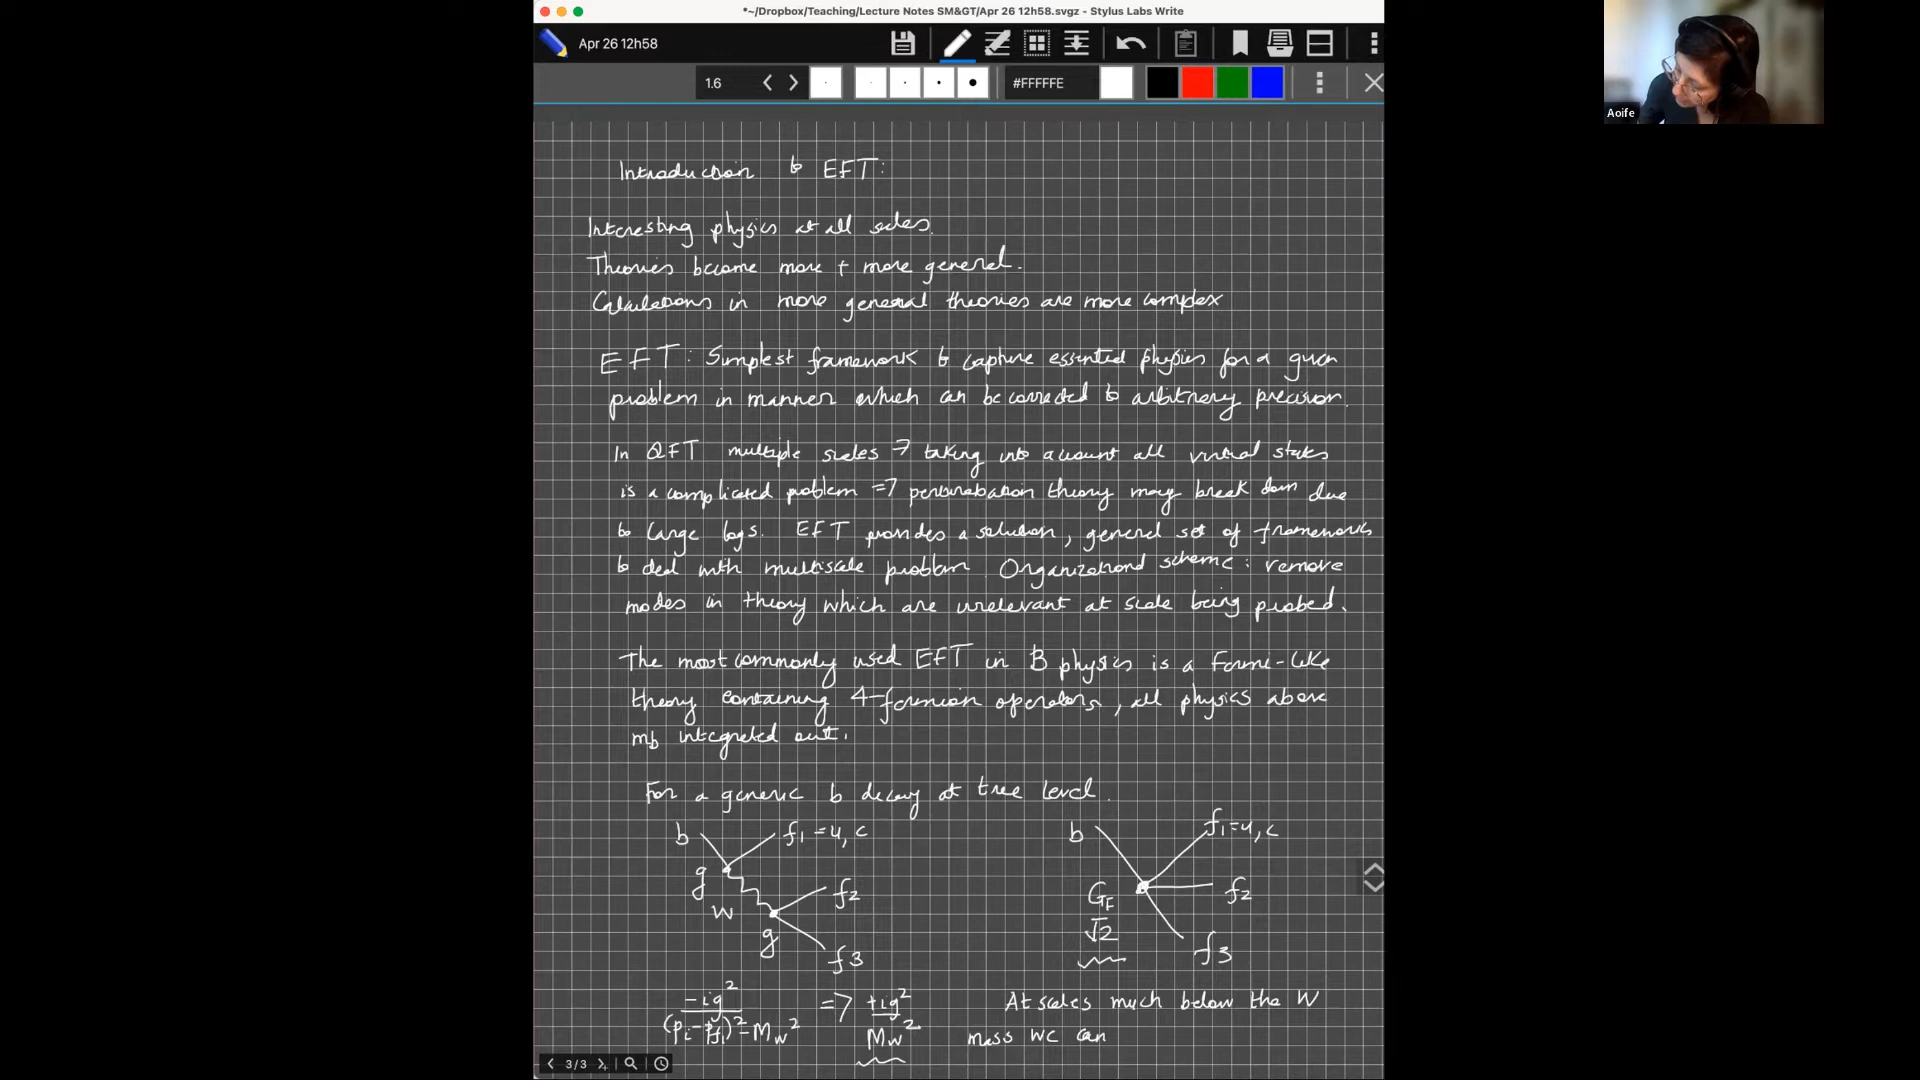 *~/Dropbox/Teaching/Lecture Notes SM&GT/Apr 26 12h58.svgz - Stylus Labs Write
Apr 26 12h58
1.6
#FFFFFE
Aoife
Introduction to EFT:
Interesting physics at all scales.
Theories become more + more general.
Calculations in more general theories are more complex
EFT: Simplest framework to capture essential physics for a given
problem in manner which can be corrected to arbitrary precision.
In QFT multiple scales → taking into account all virtual states
is a complicated problem => perturbation theory may break down due
to large logs. EFT provides a solution, general set of frameworks
to deal with multiscale problem. Organizational scheme: remove
modes in theory which are irrelevant at scale being probed.
The most commonly used EFT in B physics is a Fermi-like
theory containing 4-fermion operators, all physics above
mb integrated out.
For a generic b decay at tree level.
b f1 = u, c
g f2
W
g f3
b f1 = u, c
GF f2
√2
f3
-ig²/((pi-pf1)²-MW²) => +ig²/MW²
At scales much below the W
mass we can
3/3